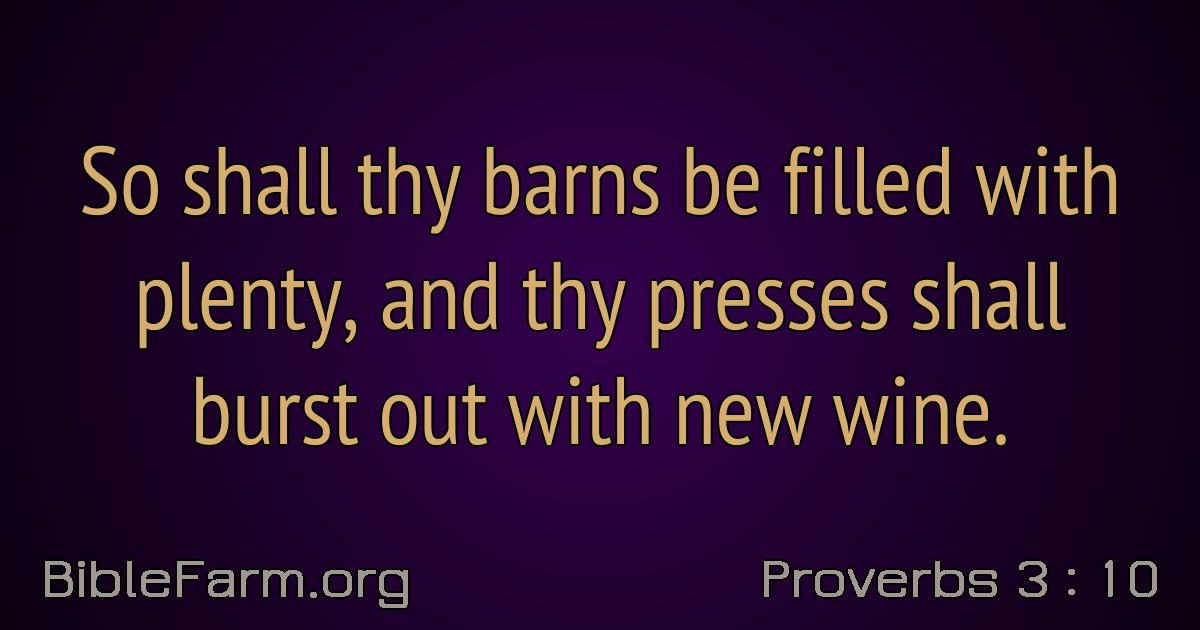 So shall thy barns be filled with
plenty, and thy presses shall
burst out with new wine.
BibleFarm.org
Proverbs 3 : 10